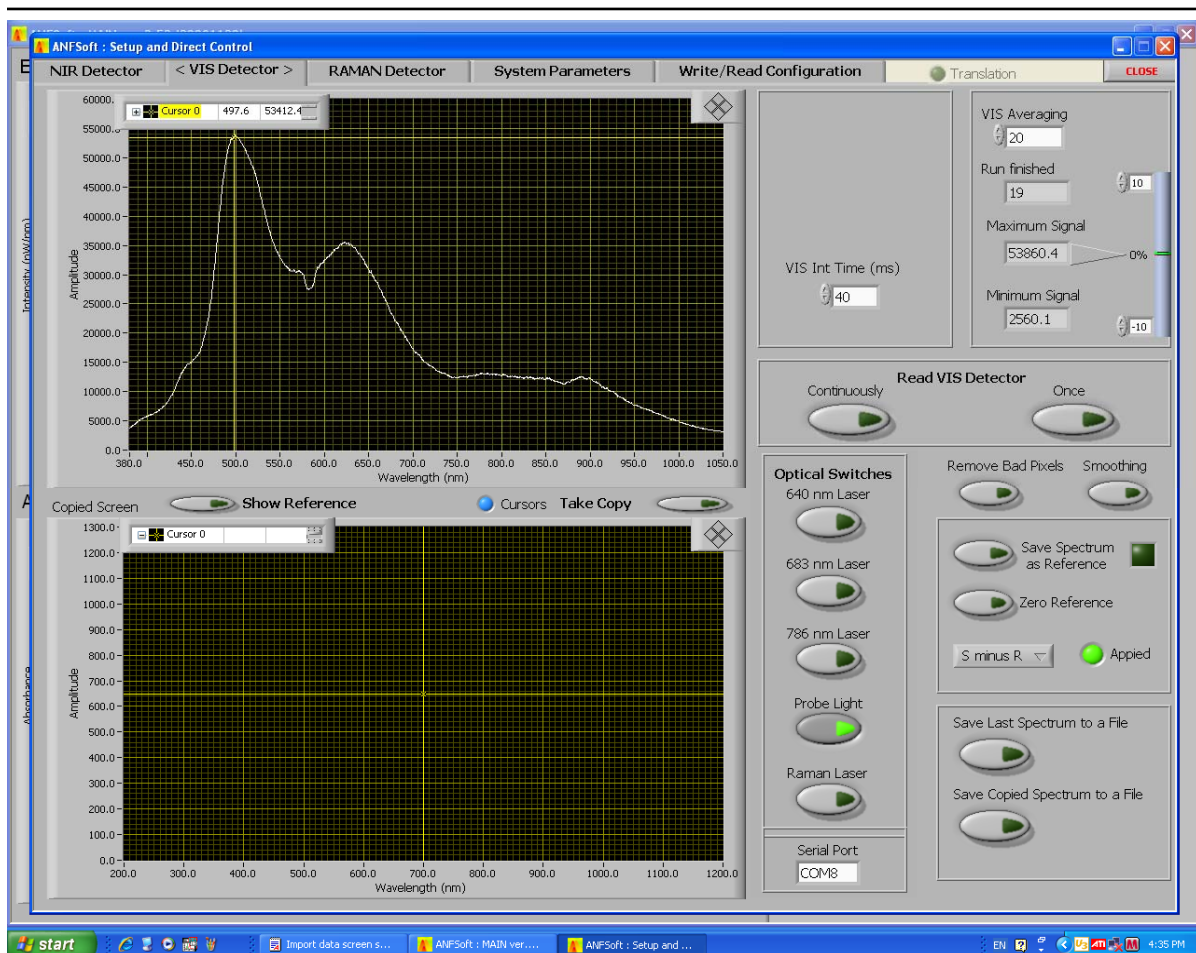 ANFSoft : Setup and Direct Control
NIR Detector
< VIS Detector >
RAMAN Detector
System Parameters
Write/Read Configuration
Translation
CLOSE
Cursor 0 497.6 53412.4
60000.
55000.0
50000.0
45000.0
40000.0
35000.0
30000.0
25000.0
20000.0
15000.0
10000.0
5000.0
0.0
Amplitude
380.0 450.0 500.0 550.0 600.0 650.0 700.0 750.0 800.0 850.0 900.0 950.0 1000.0 1050.0
Wavelength (nm)
Intensity (nW/nm)
VIS Int Time (ms)
40
VIS Averaging
20
Run finished
19
10
Maximum Signal
53860.4
0%
Minimum Signal
2560.1
-10
Read VIS Detector
Continuously
Once
Copied Screen
Show Reference
Cursors
Take Copy
Cursor 0
1300.0
1200.0
1100.0
1000.0
900.0
800.0
700.0
600.0
500.0
400.0
300.0
200.0
100.0
0.0
Amplitude
200.0 300.0 400.0 500.0 600.0 700.0 800.0 900.0 1000.0 1100.0 1200.0
Wavelength (nm)
Absorbance
Optical Switches
640 nm Laser
683 nm Laser
786 nm Laser
Probe Light
Raman Laser
Serial Port
COM8
Remove Bad Pixels
Smoothing
Save Spectrum
as Reference
Zero Reference
S minus R
Appied
Save Last Spectrum to a File
Save Copied Spectrum to a File
start
Import data screen s...
ANFSoft : MAIN ver....
ANFSoft : Setup and ...
EN
4:35 PM